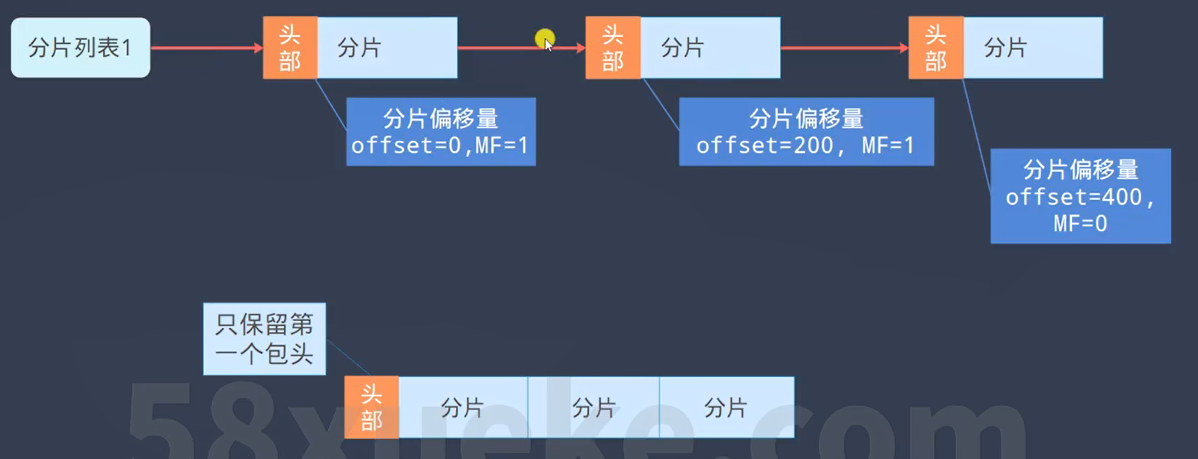 分片列表1
头
部
分片
头
部
分片
头
部
分片
分片偏移量
offset=0,MF=1
分片偏移量
offset=200, MF=1
分片偏移量
offset=400,
MF=0
只保留第
一个包头
头
部
分片
分片
分片
58xueke.com